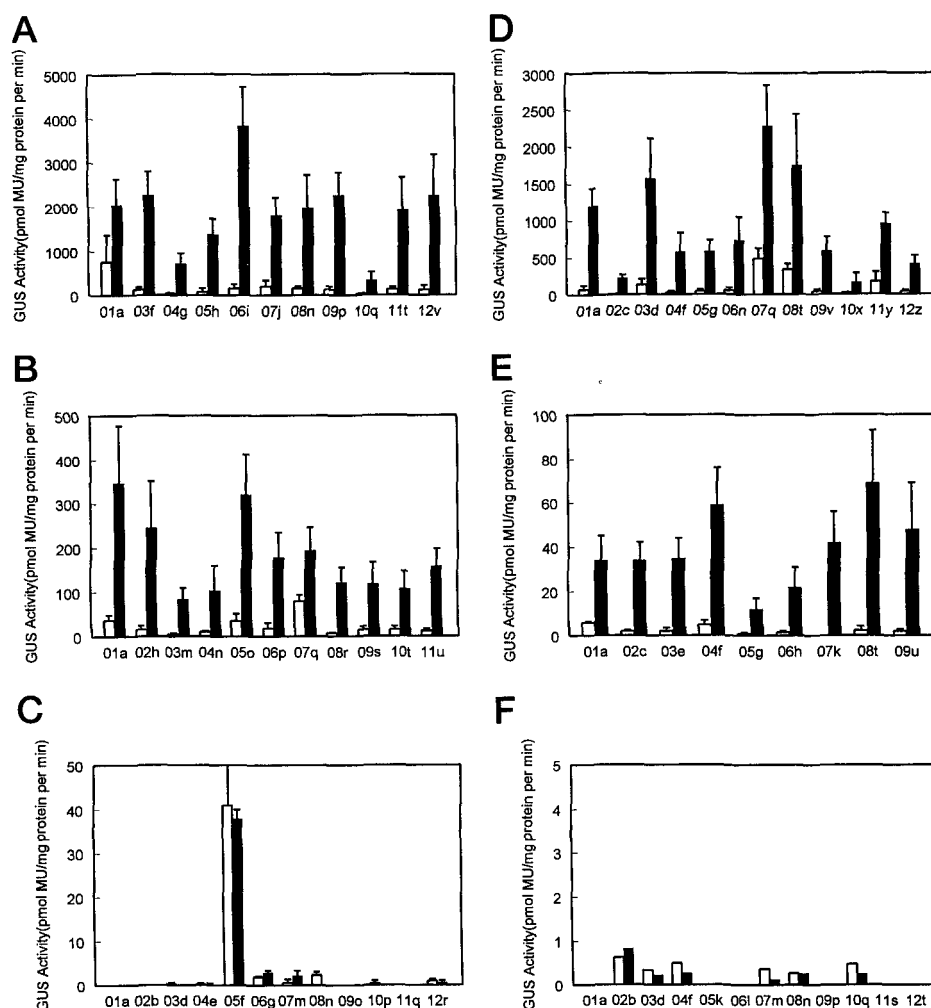 A
GUS Activity(pmol MU/mg protein per min)
5000
4000
3000
2000
1000
0
01a 03f 04g 05h 06i 07j 08n 09p 10q 11t 12v
D
GUS Activity(pmol MU/mg protein per min)
3000
2500
2000
1500
1000
500
0
01a 02c 03d 04f 05g 06n 07q 08t 09v 10x 11y 12z
B
GUS Activity(pmol MU/mg protein per min)
500
400
300
200
100
0
01a 02h 03m 04n 05o 06p 07q 08r 09s 10t 11u
E
GUS Activity(pmol MU/mg protein per min)
100
80
60
40
20
0
01a 02c 03e 04f 05g 06h 07k 08t 09u
C
GUS Activity(pmol MU/mg protein per min)
50
40
30
20
10
0
01a 02b 03d 04e 05f 06g 07m 08n 09o 10p 11q 12r
F
GUS Activity(pmol MU/mg protein per min)
5
4
3
2
1
0
01a 02b 03d 04f 05k 06l 07m 08n 09p 10q 11s 12t